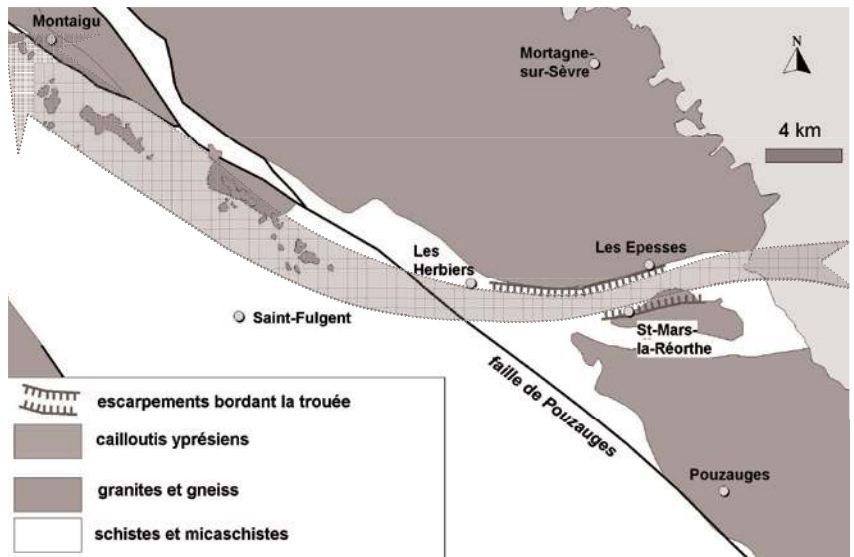 Montaigu
Mortagne-
sur-Sèvre
N
4 km
Les Epesses
Les
Herbiers
Saint-Fulgent
St-Mars-
la-Réorthe
faille de Pouzauges
Pouzauges
escarpements bordant la trouée
cailloutis yprésiens
granites et gneiss
schistes et micaschistes